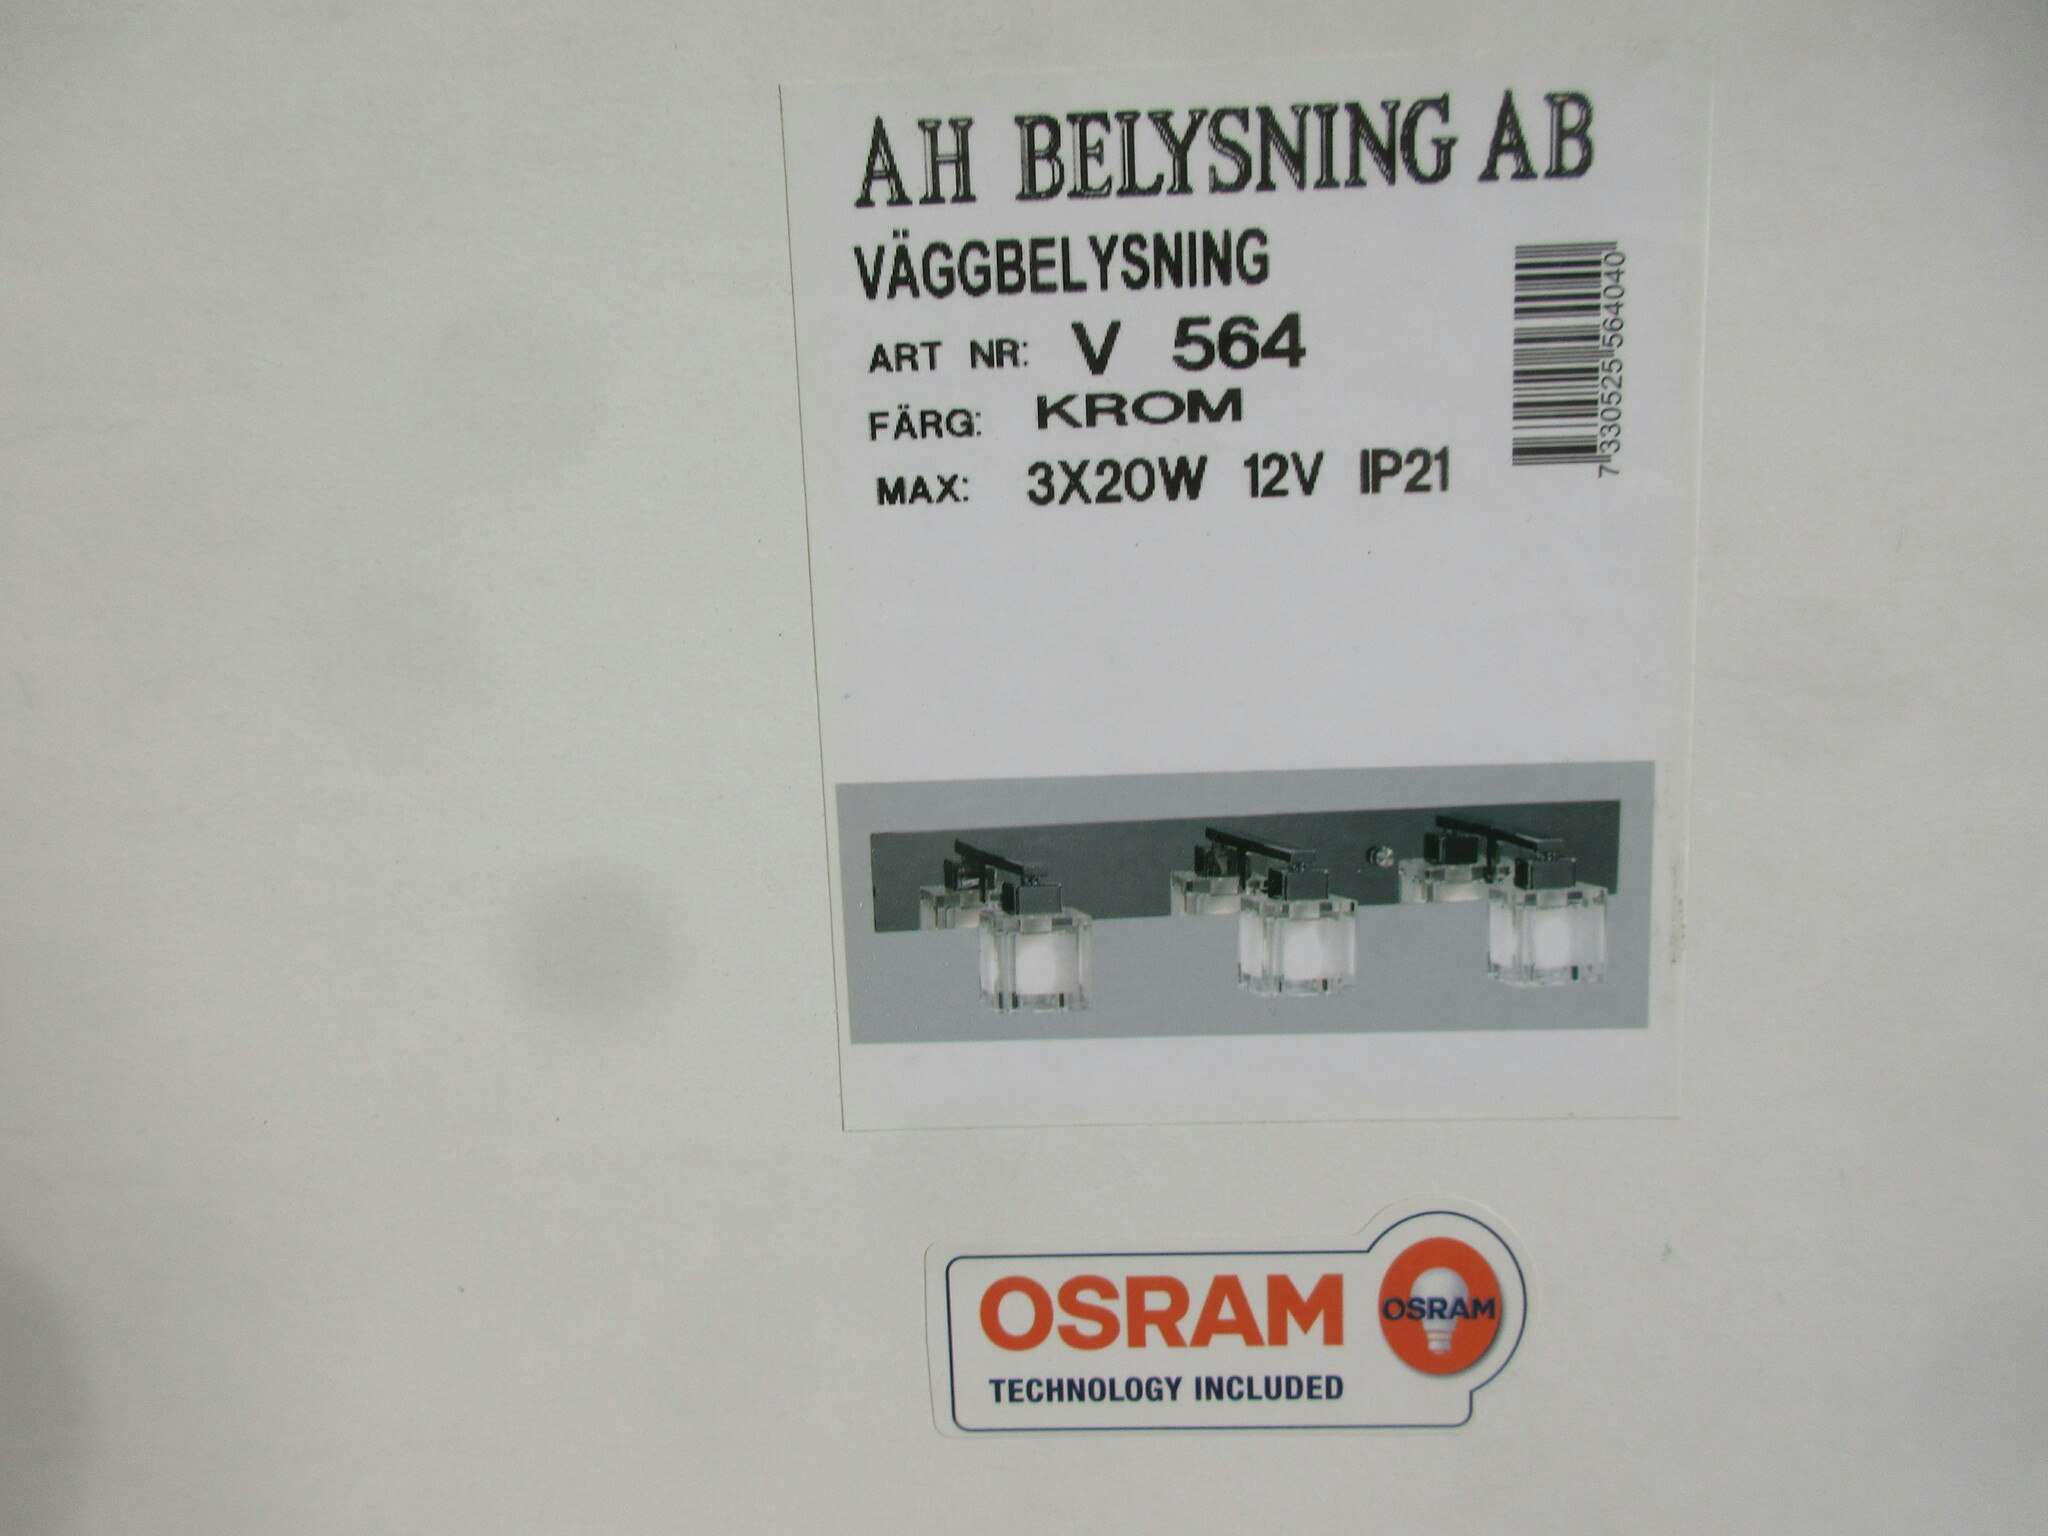 AH BELYSNING AB
VÄGGBELYSNING
ART NR: V 564
FÄRG: KROM
MAX: 3X20W 12V IP21
7330525564040
OSRAM
OSRAM
TECHNOLOGY INCLUDED